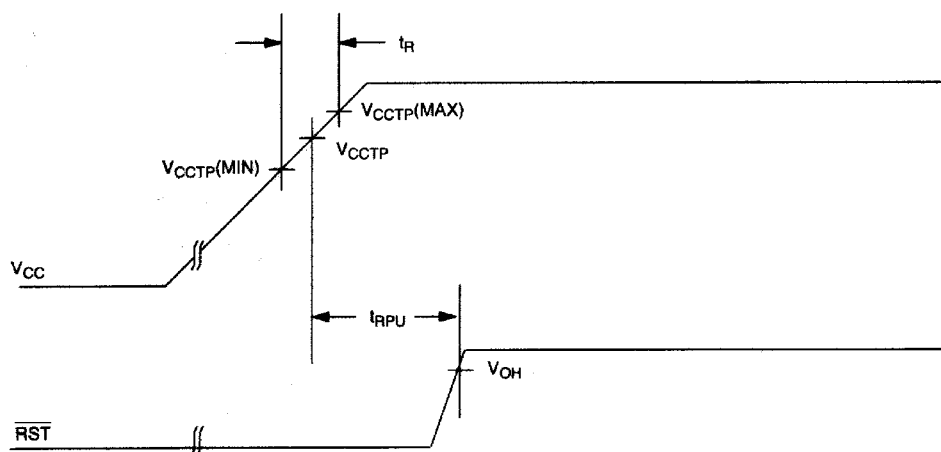 tR
VCCTP(MAX)
VCCTP
VCCTP(MIN)
VCC
tRPU
VOH
RST